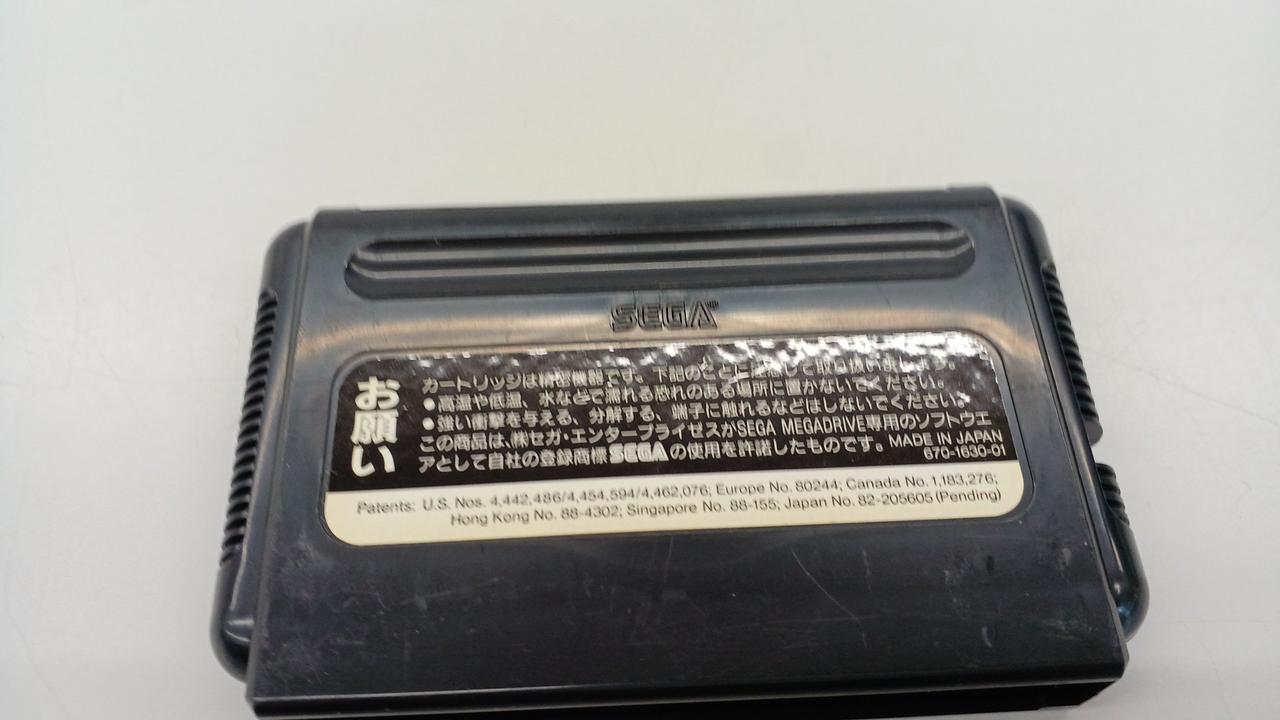 SEGA
お願い
カートリッジは精密機器です。下記のことに注意して取り扱いましょう。
●高温や低温、水などで濡れる恐れのある場所に置かないでください。
●強い衝撃を与える、分解する、端子に触れるなどはしないでください。
この商品は、㈱セガ・エンタープライゼスがSEGA MEGADRIVE専用のソフトウエ
アとして自社の登録商標SEGAの使用を許諾したものです。 MADE IN JAPAN
670-1630-01
Patents: U.S. Nos. 4,442,486/4,454,594/4,462,076; Europe No. 80244; Canada No. 1,183,276;
Hong Kong No. 88-4302; Singapore No. 88-155; Japan No. 82-205605 (Pending)